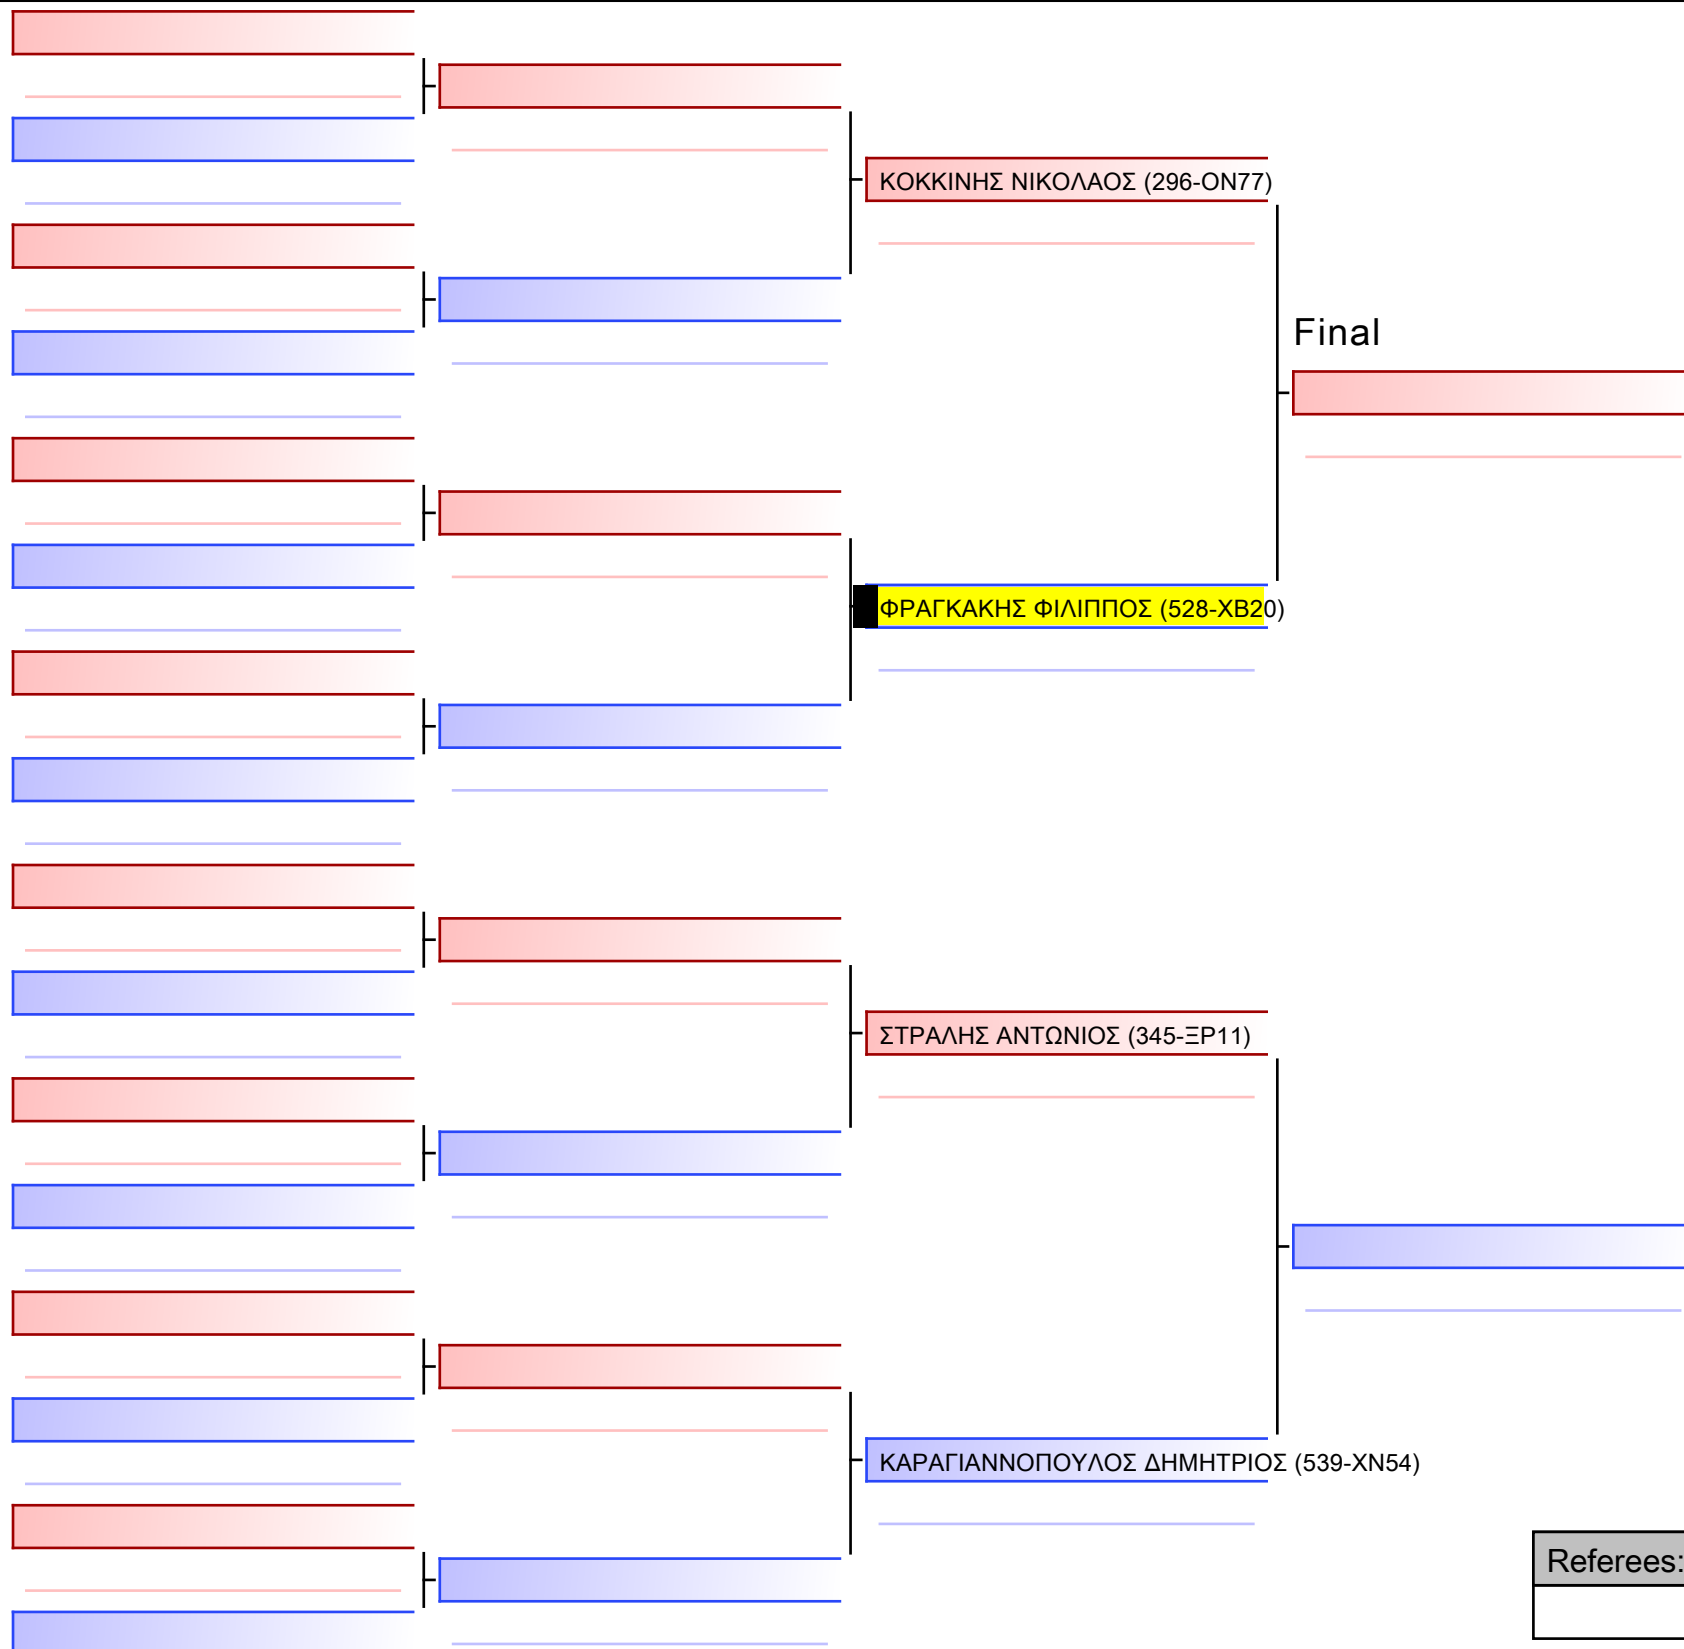 ΚΟΚΚΙΝΗΣ ΝΙΚΟΛΑΟΣ (296-ΟΝ77)
Final
ΦΡΑΓΚΑΚΗΣ ΦΙΛΙΠΠΟΣ (528-ΧΒ20)
ΣΤΡΑΛΗΣ ΑΝΤΩΝΙΟΣ (345-ΞΡ11)
ΚΑΡΑΓΙΑΝΝΟΠΟΥΛΟΣ ΔΗΜΗΤΡΙΟΣ (539-ΧΝ54)
Referees: